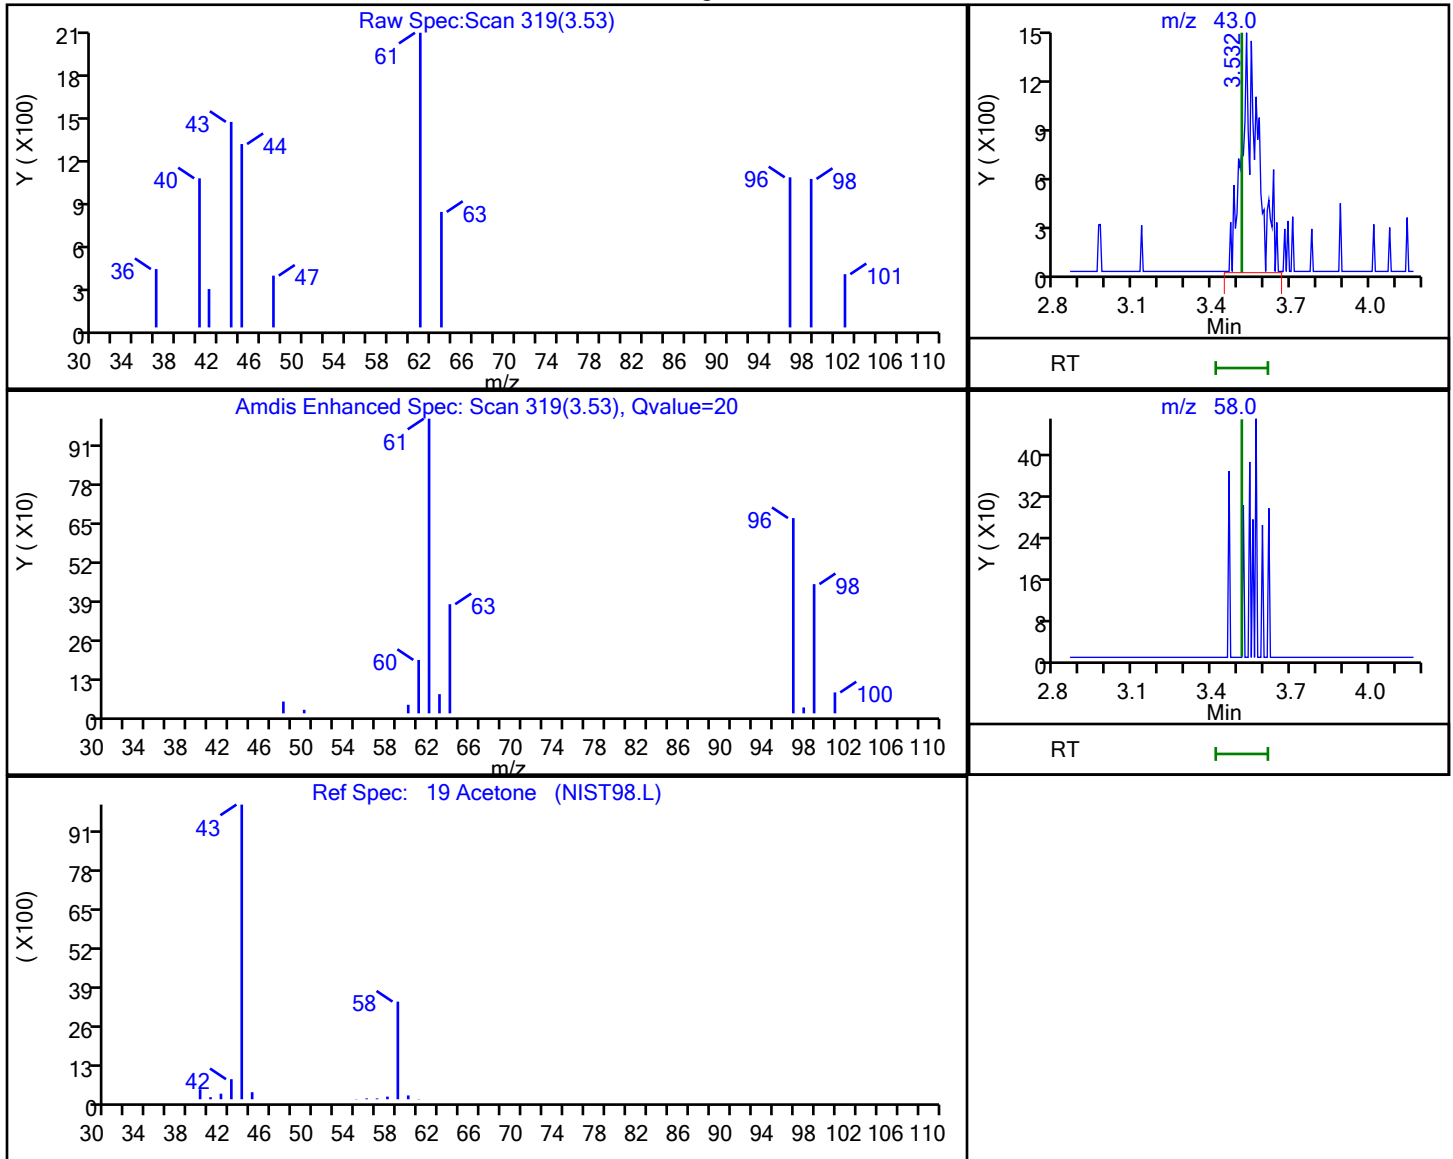 Raw Spec:Scan 319(3.53)
Y ( X100)
21
18
15
12
9
6
3
0
61
43
44
40
36
47
63
96
98
101
30 34 38 42 46 50 54 58 62 66 70 74 78 82 86 90 94 98 102 106 110
m/z
m/z 43.0
Y ( X100)
15
12
9
6
3
0
3.532
2.8 3.1 3.4 3.7 4.0
Min
RT
Amdis Enhanced Spec: Scan 319(3.53), Qvalue=20
Y ( X10)
91
78
65
52
39
26
13
0
61
96
98
63
60
100
30 34 38 42 46 50 54 58 62 66 70 74 78 82 86 90 94 98 102 106 110
m/z
m/z 58.0
Y ( X10)
40
32
24
16
8
0
2.8 3.1 3.4 3.7 4.0
Min
RT
Ref Spec: 19 Acetone (NIST98.L)
( X100)
91
78
65
52
39
26
13
0
43
58
42
30 34 38 42 46 50 54 58 62 66 70 74 78 82 86 90 94 98 102 106 110